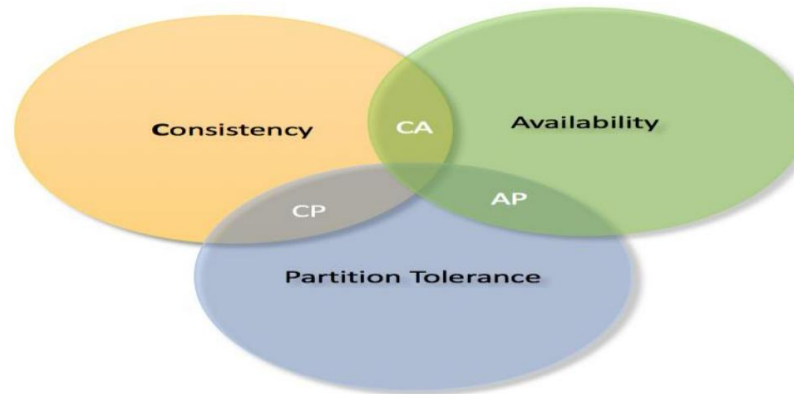 Consistency
CA
Availability
CP
AP
Partition Tolerance